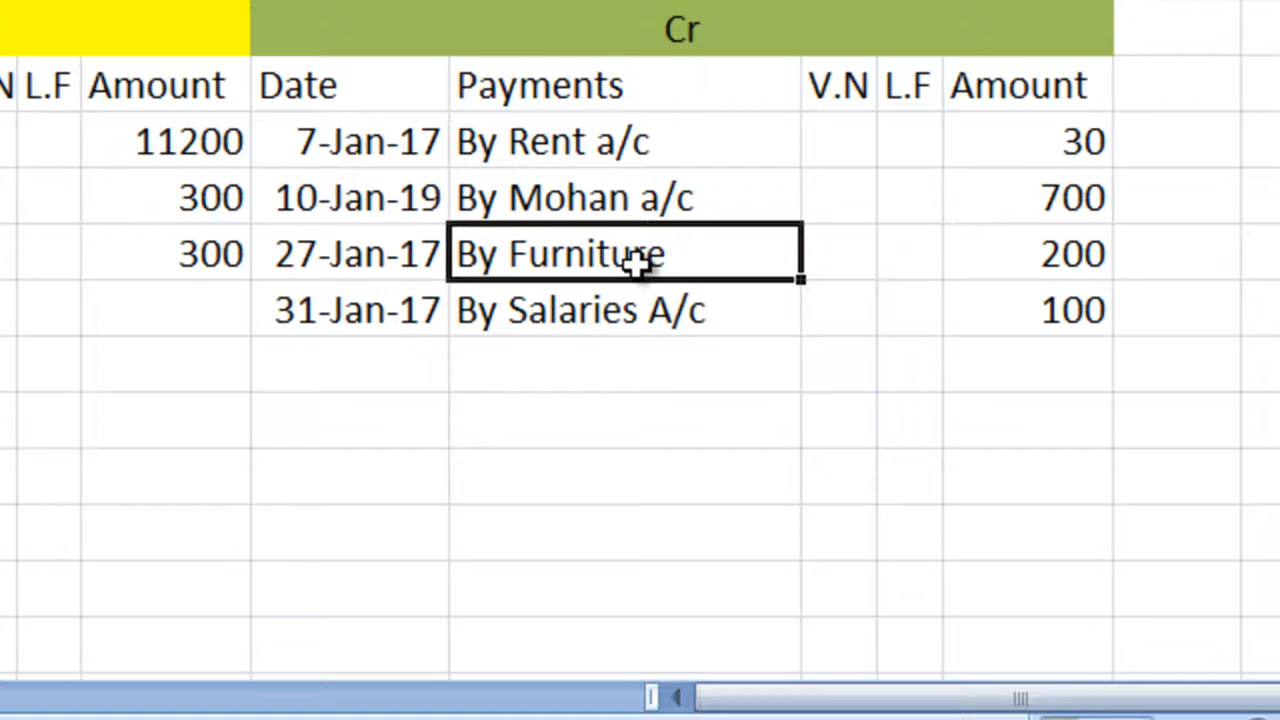 Cr
N L.F Amount Date Payments V.N L.F Amount
11200 7-Jan-17 By Rent a/c 30
300 10-Jan-19 By Mohan a/c 700
300 27-Jan-17 By Furniture 200
31-Jan-17 By Salaries A/c 100